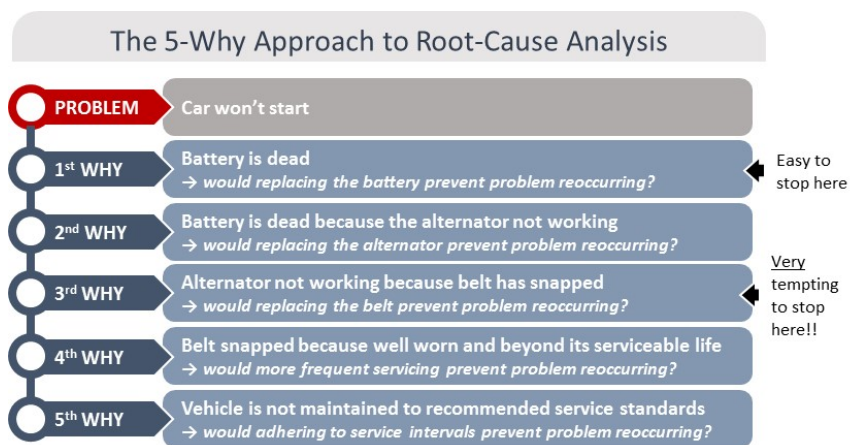 The 5-Why Approach to Root-Cause Analysis
PROBLEM
Car won't start
1st WHY
Battery is dead
→ would replacing the battery prevent problem reoccurring?
Easy to
stop here
2nd WHY
Battery is dead because the alternator not working
→ would replacing the alternator prevent problem reoccurring?
3rd WHY
Alternator not working because belt has snapped
→ would replacing the belt prevent problem reoccurring?
Very
tempting
to stop
here!!
4th WHY
Belt snapped because well worn and beyond its serviceable life
→ would more frequent servicing prevent problem reoccurring?
5th WHY
Vehicle is not maintained to recommended service standards
→ would adhering to service intervals prevent problem reoccurring?